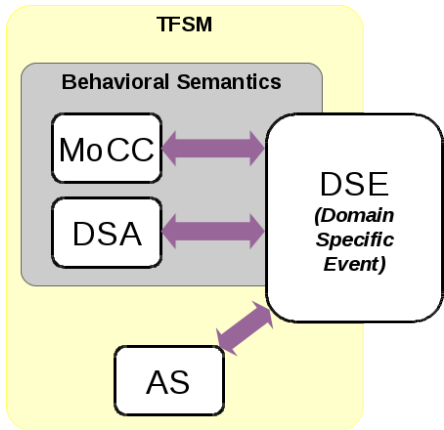 TFSM
Behavioral Semantics
MoCC
DSA
DSE
(Domain
Specific
Event)
AS